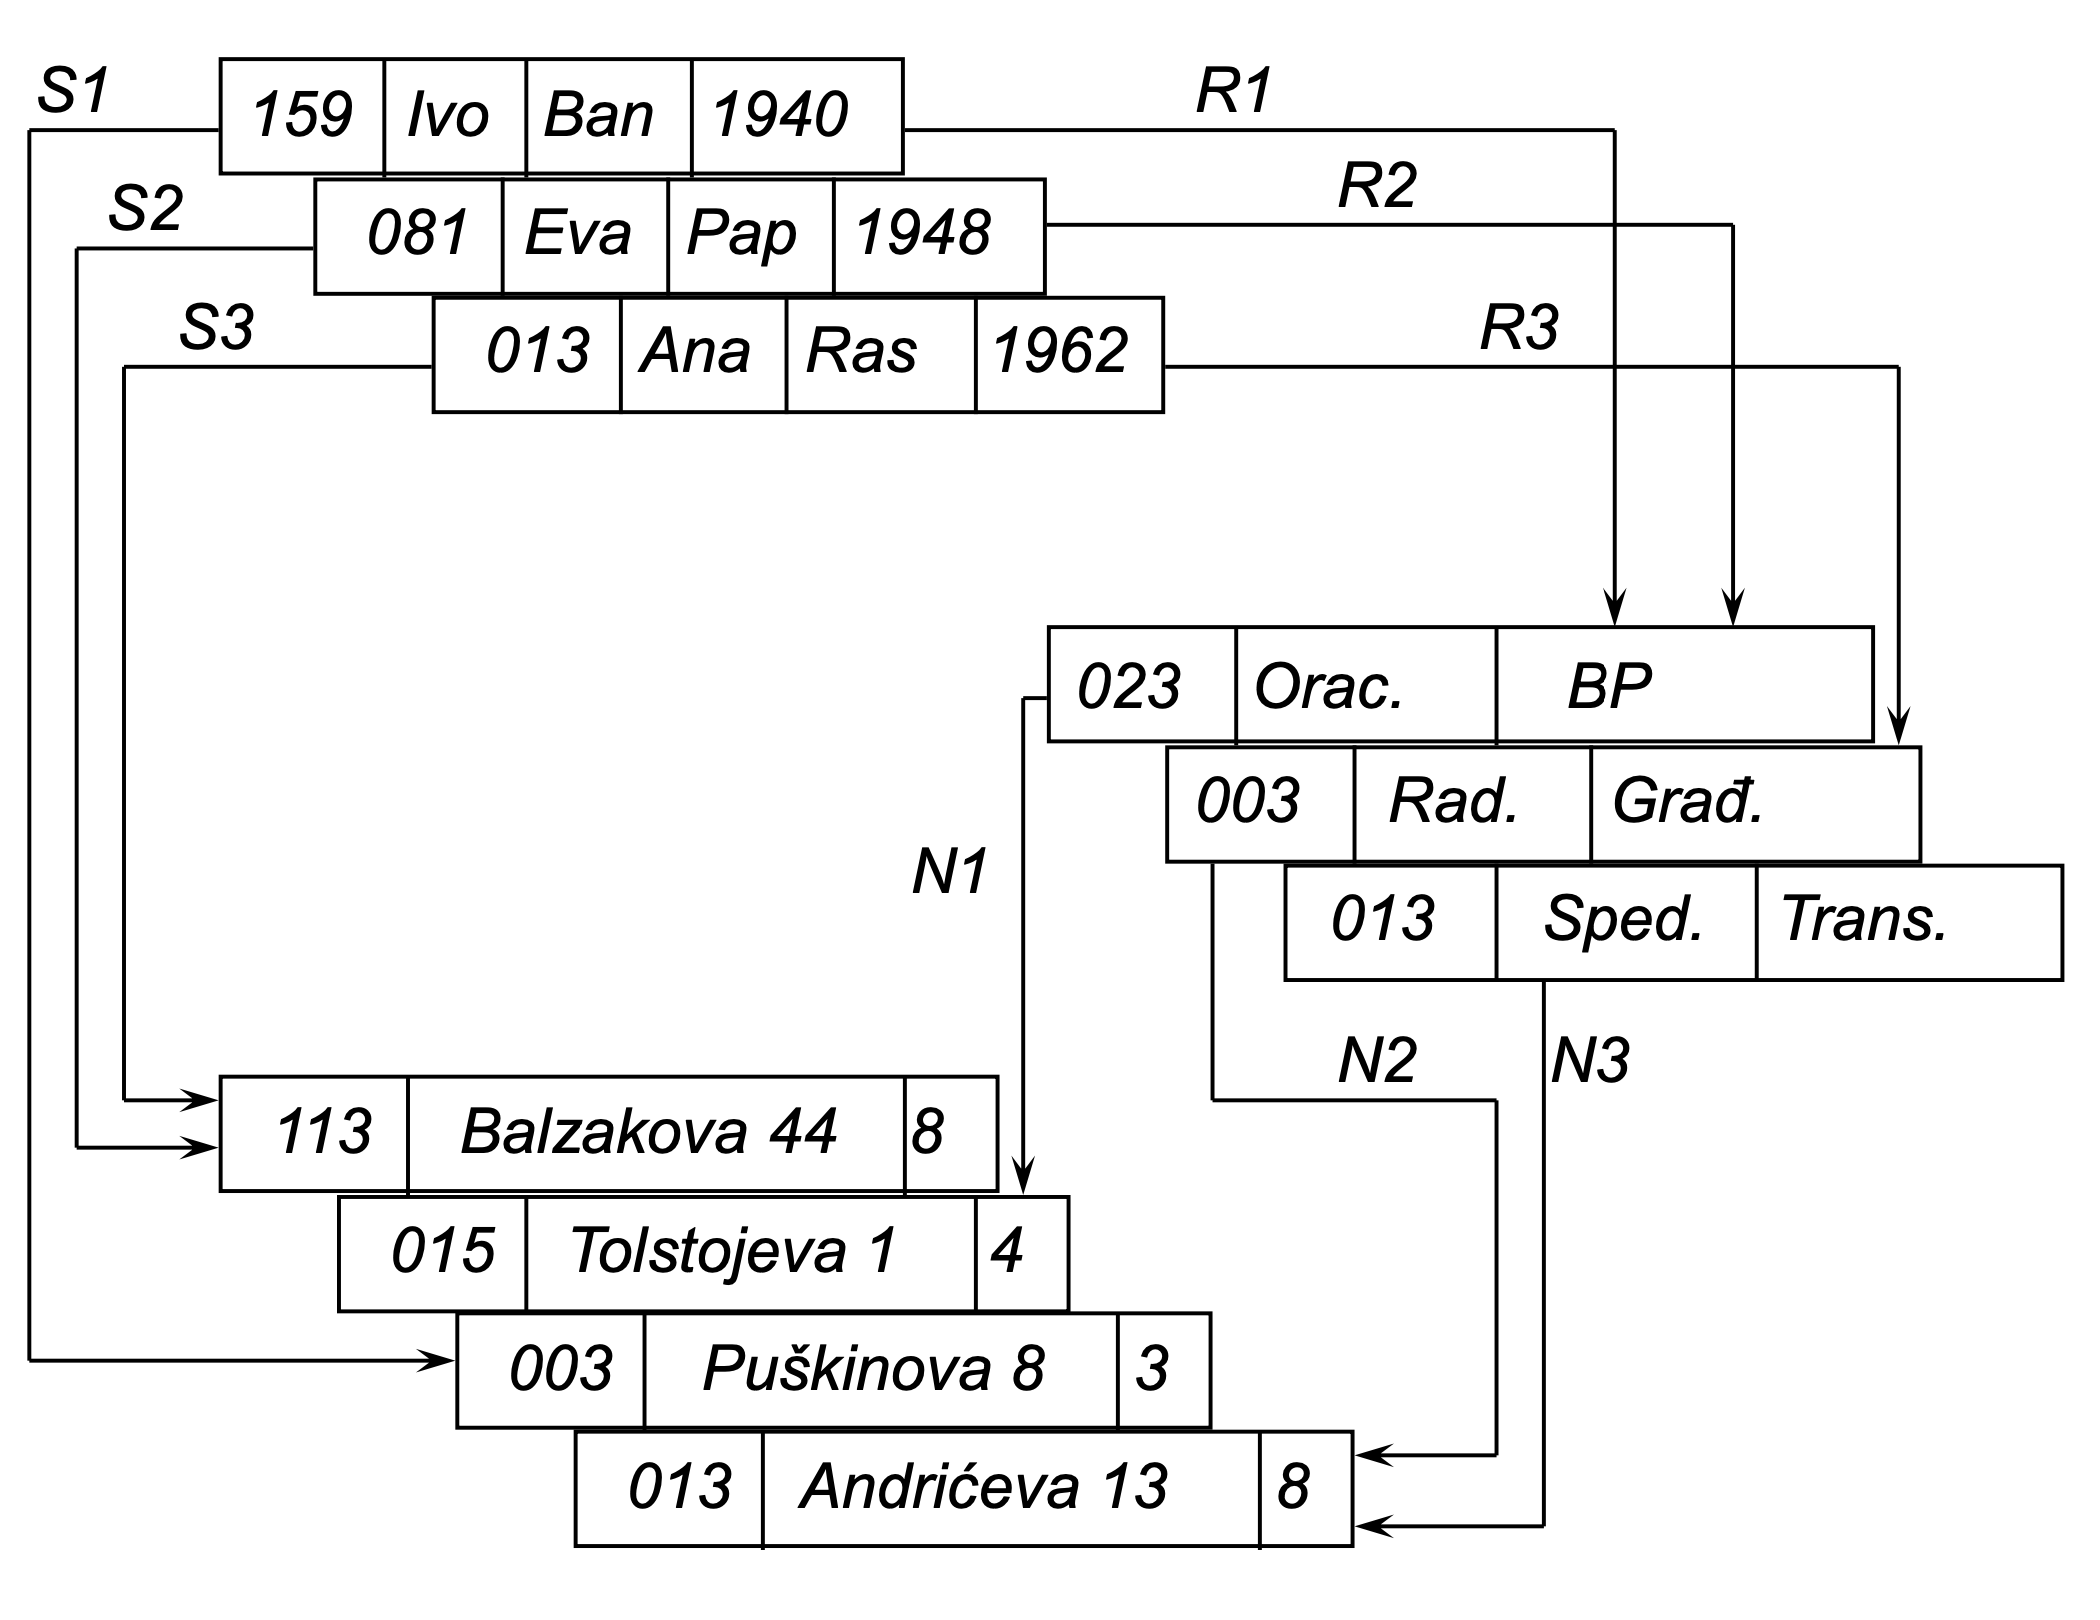 S1
159 Ivo Ban 1940
R1
S2
081 Eva Pap 1948
R2
S3
013 Ana Ras 1962
R3
023 Orac. BP
003 Rad. Građ.
N1
013 Sped. Trans.
N2
N3
113 Balzakova 44 8
015 Tolstojeva 1 4
003 Puškinova 8 3
013 Andrićeva 13 8